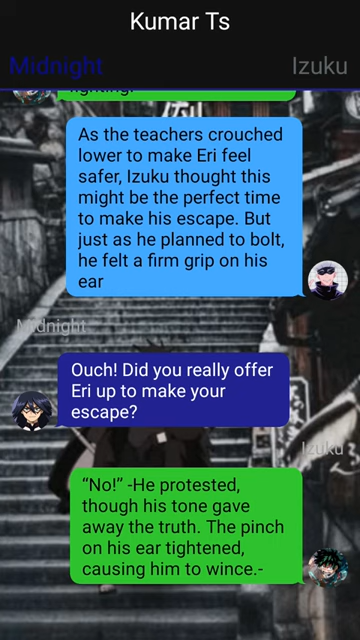 Kumar Ts
Midnight
Izuku
As the teachers crouched
lower to make Eri feel
safer, Izuku thought this
might be the perfect time
to make his escape. But
just as he planned to bolt,
he felt a firm grip on his
ear
Midnight
Ouch! Did you really offer
Eri up to make your
escape?
Izuku
“No!” -He protested,
though his tone gave
away the truth. The pinch
on his ear tightened,
causing him to wince.-